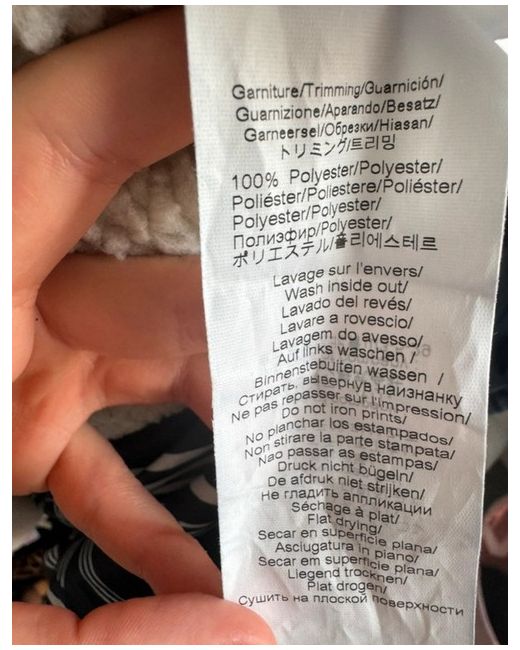 Garniture/Trimming/Guarnición/
Guarnizione/Aparando/Besatz/
Garneersel/Обрезки/Hiasan/
トリミング/트리밍
100% Polyester/Polyester/
Poliéster/Poliestere/Poliéster/
Polyester/Polyester/
Полиэфир/Polyester/
ポリエステル/폴리에스테르
Lavage sur l'envers/
Wash inside out/
Lavado del revés/
Lavare a rovescio/
Lavagem do avesso/
Auf links waschen /
Binnenstebuiten wassen /
Стирать, вывернув наизнанку
Ne pas repasser sur l'impression/
Do not iron prints/
No planchar los estampados/
Non stirare la parte stampata/
Nao passar as estampas/
Druck nicht bügeln/
De afdruk niet strijken/
Не гладить аппликации
Séchage à plat/
Flat drying/
Secar en superficie plana/
Asciugatura in piano/
Secar em superficie plana/
Liegend trocknen/
Plat drogen/
Сушить на плоской поверхности